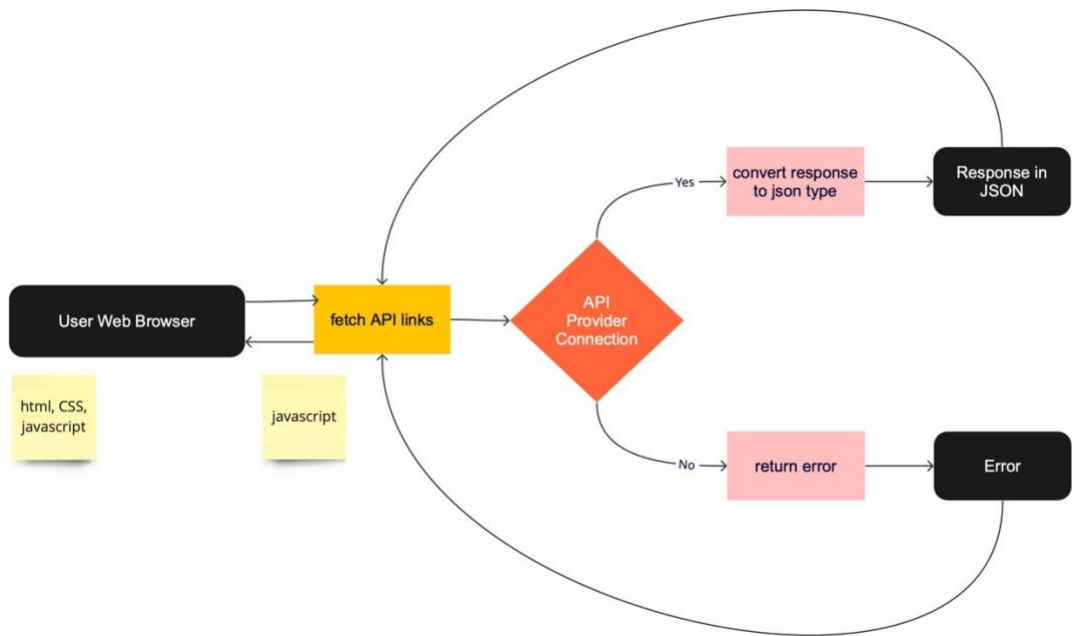 User Web Browser
html, CSS,
javascript
fetch API links
javascript
API
Provider
Connection
Yes
convert response
to json type
Response in
JSON
No
return error
Error